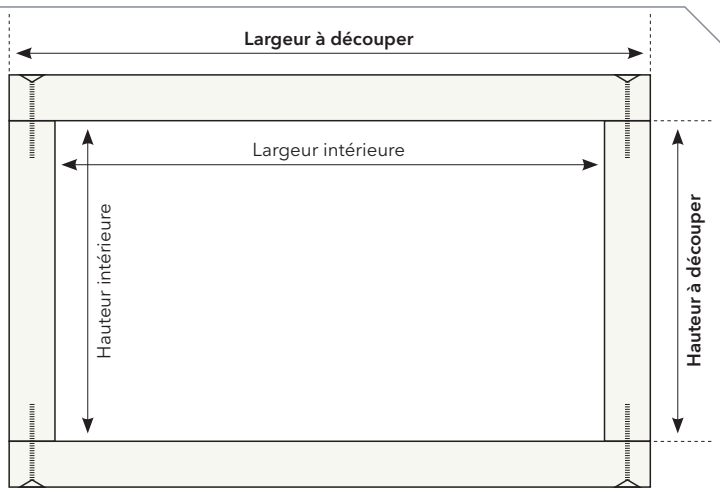 Largeur à découper
Largeur intérieure
Hauteur intérieure
Hauteur à découper